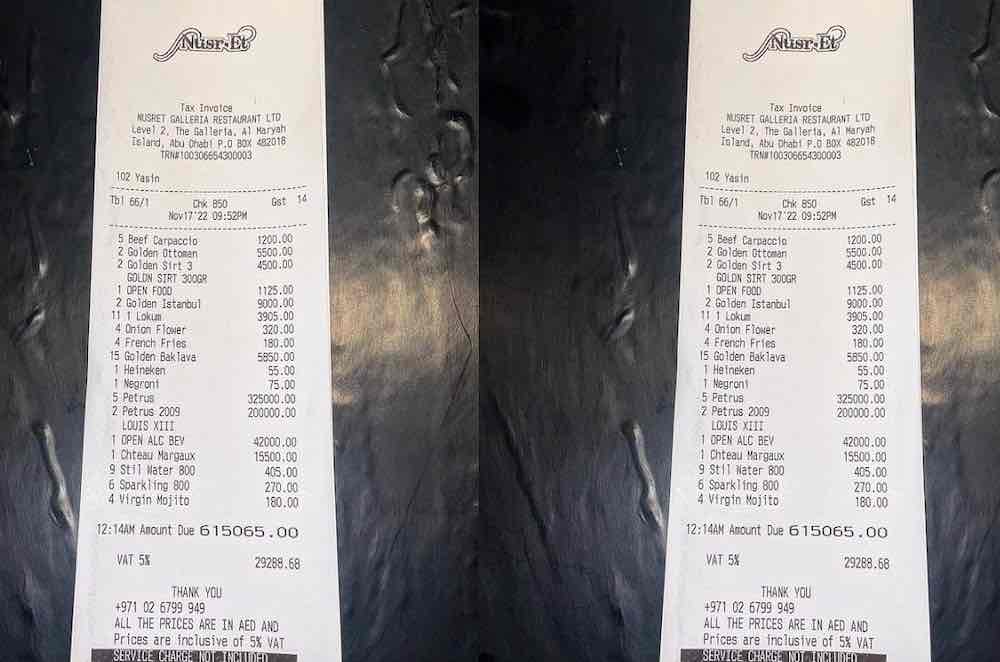 Nusr-Et
Tax Invoice
NUSRET GALLERIA RESTAURANT LTD
Level 2, The Galleria, Al Maryah
Island, Abu Dhabi P.O BOX 482018
TRN#100306654300003
102 Yasin
Tbl 66/1 Chk 850 Gst 14
Nov17'22 09:52PM
5 Beef Carpaccio 1200.00
2 Golden Ottoman 5500.00
2 Golden Sirt 3 4500.00
GOLDN SIRT 300GR
1 OPEN FOOD 1125.00
2 Golden Istanbul 9000.00
11 1 Lokum 3905.00
4 Onion Flower 320.00
4 French Fries 180.00
15 Golden Baklava 5850.00
1 Heineken 55.00
1 Negroni 75.00
5 Petrus 325000.00
2 Petrus 2009 200000.00
LOUIS XIII
1 OPEN ALC BEV 42000.00
1 Chteau Margaux 15500.00
9 Stil Water 800 405.00
6 Sparkling 800 270.00
4 Virgin Mojito 180.00
12:14AM Amount Due 615065.00
VAT 5% 29288.68
THANK YOU
+971 02 6799 949
ALL THE PRICES ARE IN AED AND
Prices are inclusive of 5% VAT
SERVICE CHARGE NOT INCLUDED
Nusr-Et
Tax Invoice
NUSRET GALLERIA RESTAURANT LTD
Level 2, The Galleria, Al Maryah
Island, Abu Dhabi P.O BOX 482018
TRN#100306654300003
102 Yasin
Tbl 66/1 Chk 850 Gst 14
Nov17'22 09:52PM
5 Beef Carpaccio 1200.00
2 Golden Ottoman 5500.00
2 Golden Sirt 3 4500.00
GOLDN SIRT 300GR
1 OPEN FOOD 1125.00
2 Golden Istanbul 9000.00
11 1 Lokum 3905.00
4 Onion Flower 320.00
4 French Fries 180.00
15 Golden Baklava 5850.00
1 Heineken 55.00
1 Negroni 75.00
5 Petrus 325000.00
2 Petrus 2009 200000.00
LOUIS XIII
1 OPEN ALC BEV 42000.00
1 Chteau Margaux 15500.00
9 Stil Water 800 405.00
6 Sparkling 800 270.00
4 Virgin Mojito 180.00
12:14AM Amount Due 615065.00
VAT 5% 29288.68
THANK YOU
+971 02 6799 949
ALL THE PRICES ARE IN AED AND
Prices are inclusive of 5% VAT
SERVICE CHARGE NOT INCLUDED